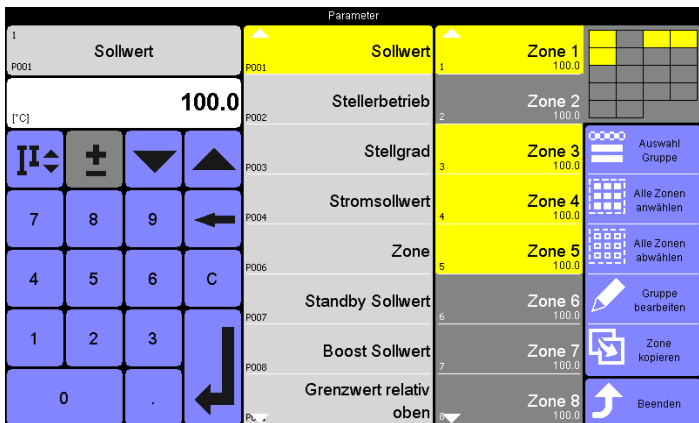 Parameter
1
Sollwert
P001
100.0
[°C]
7
8
9
4
5
6
C
1
2
3
0
.
Sollwert
P001
Stellerbetrieb
P002
Stellgrad
P003
Stromsollwert
P004
Zone
P006
Standby Sollwert
P007
Boost Sollwert
P008
Grenzwert relativ
oben
Zone 1
1
100.0
Zone 2
2
100.0
Zone 3
3
100.0
Zone 4
4
100.0
Zone 5
5
100.0
Zone 6
6
100.0
Zone 7
7
100.0
Zone 8
8
100.0
Auswahl
Gruppe
Alle Zonen
anwählen
Alle Zonen
abwählen
Gruppe
bearbeiten
Zone
kopieren
Beenden